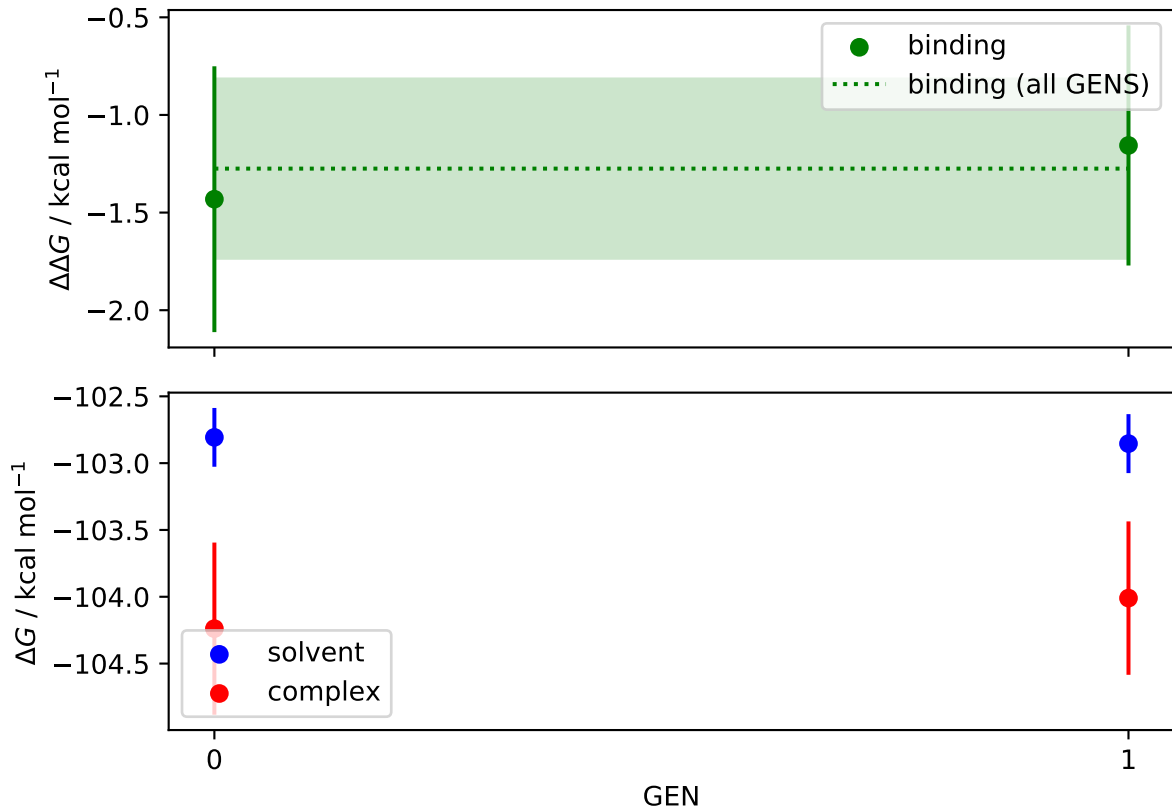 −0.5
−1.0
−1.5
−2.0
ΔΔG / kcal mol⁻¹
binding
binding (all GENS)
−102.5
−103.0
−103.5
−104.0
−104.5
ΔG / kcal mol⁻¹
solvent
complex
0
1
GEN